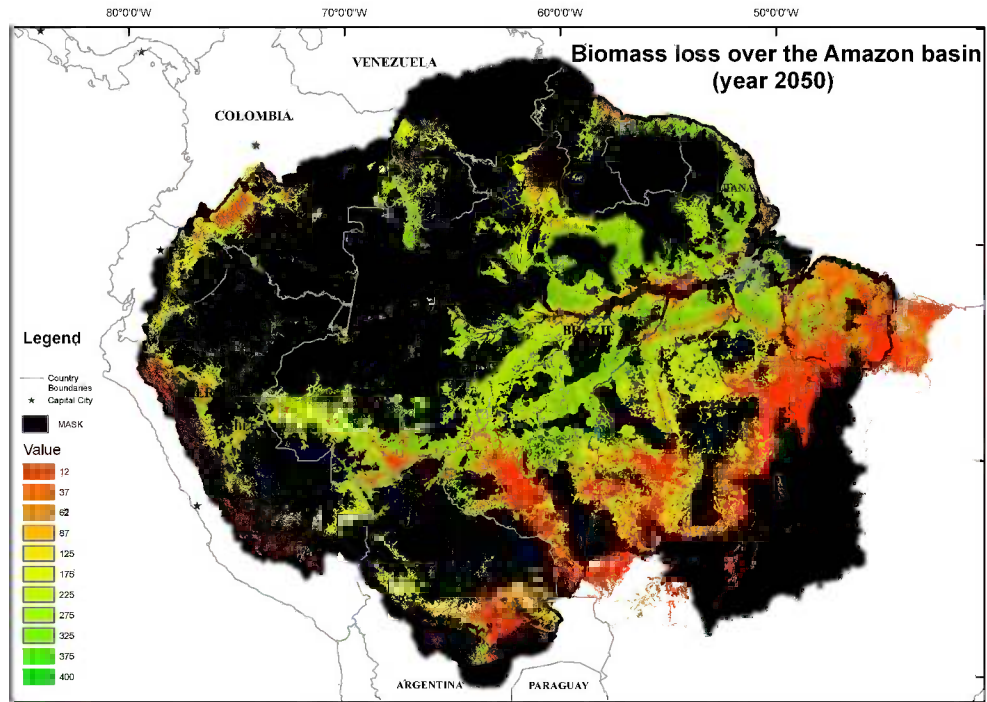 80°0'0"W 70°0'0"W 60°0'0"W 50°0'0"W
Biomass loss over the Amazon basin
(year 2050)
VENEZUELA
COLOMBIA
BRAZIL
Legend
Country
Boundaries
Capital City
MASK
Value
12
37
62
87
125
175
225
275
325
375
400
ARGENTINA
PARAGUAY